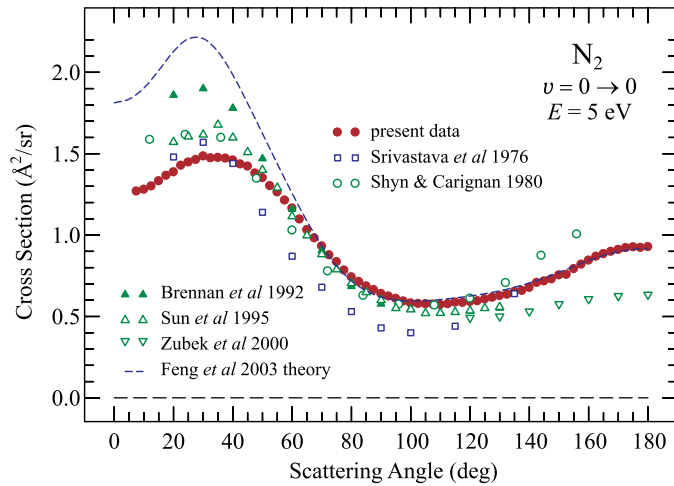 N₂
v = 0 → 0
E = 5 eV
present data
Srivastava et al 1976
Shyn & Carignan 1980
Brennan et al 1992
Sun et al 1995
Zubek et al 2000
Feng et al 2003 theory
Cross Section (Å²/sr)
2.0
1.5
1.0
0.5
0.0
0 20 40 60 80 100 120 140 160 180
Scattering Angle (deg)